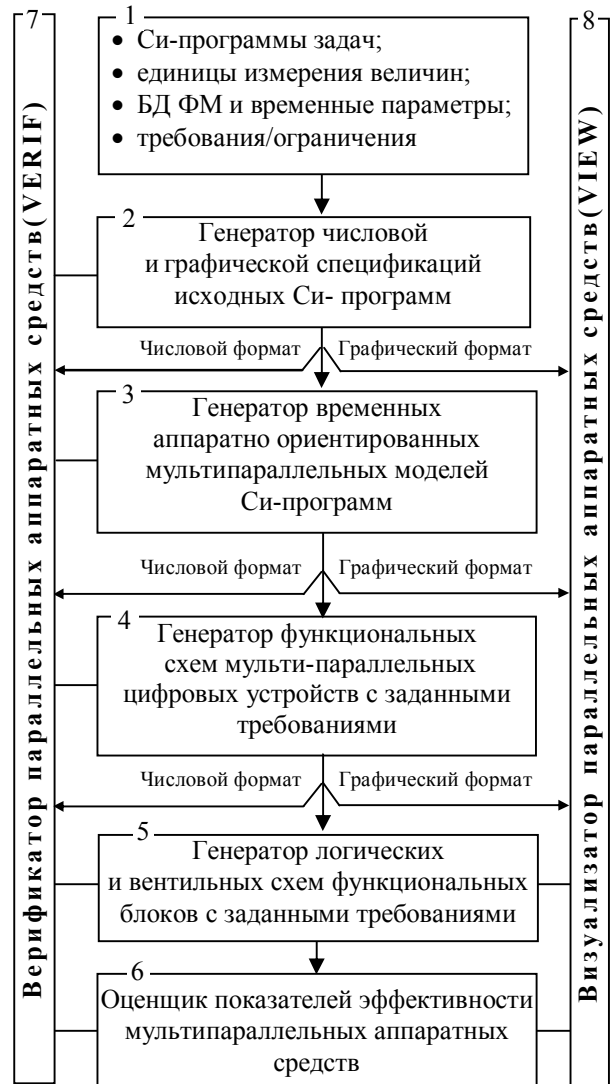 7
Верификатор параллельных аппаратных средств(VERIF)
1
• Си-программы задач;
• единицы измерения величин;
• БД ФМ и временные параметры;
• требования/ограничения
8
Визуализатор параллельных аппаратных средств(VIEW)
2
Генератор числовой
и графической спецификаций
исходных Си- программ
Числовой формат
Графический формат
3
Генератор временных
аппаратно ориентированных
мультипараллельных моделей
Си-программ
Числовой формат
Графический формат
4
Генератор функциональных
схем мульти-параллельных
цифровых устройств с заданными
требованиями
Числовой формат
Графический формат
5
Генератор логических
и вентильных схем функциональных
блоков с заданными требованиями
6
Оценщик показателей эффективности
мультипараллельных аппаратных
средств